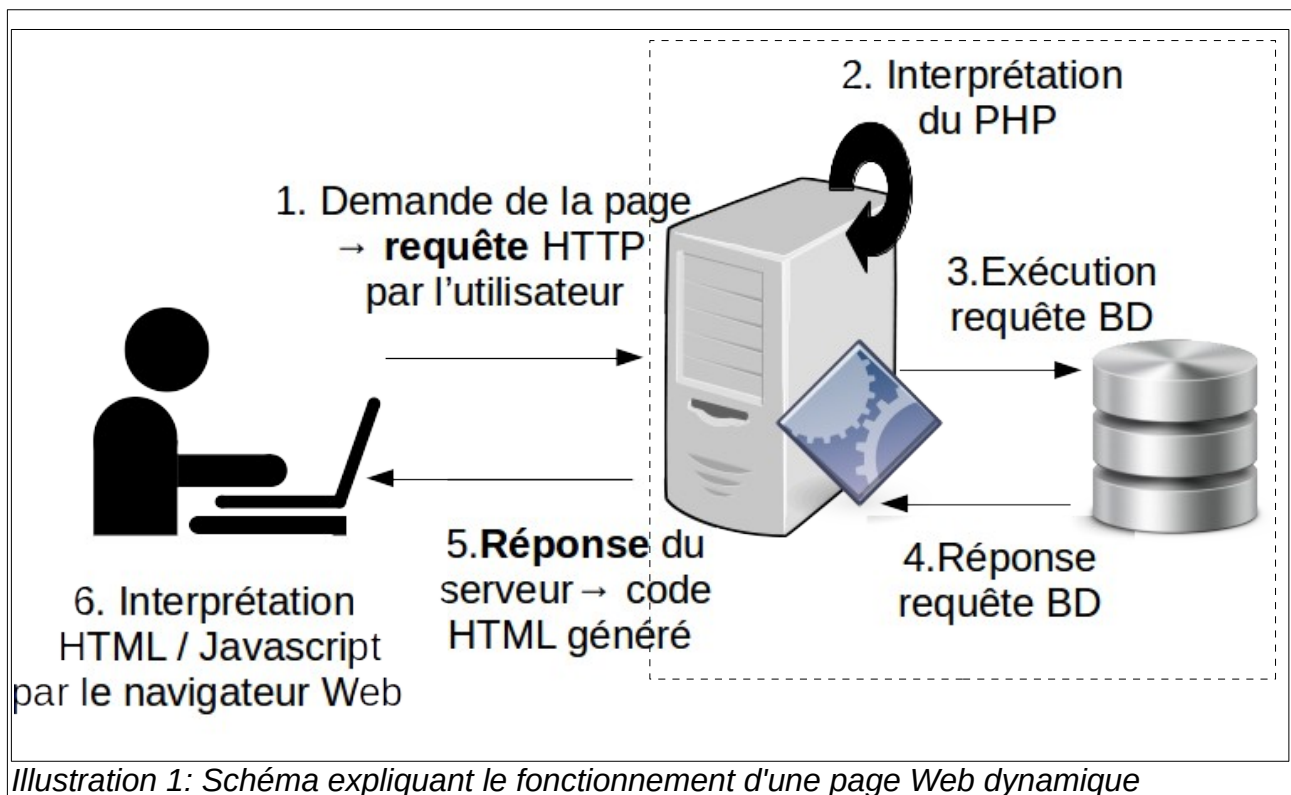 1. Demande de la page
→ requête HTTP
par l'utilisateur
2. Interprétation
du PHP
3.Exécution
requête BD
4.Réponse
requête BD
5.Réponse du
serveur→ code
HTML généré
6. Interprétation
HTML / Javascript
par le navigateur Web
Illustration 1: Schéma expliquant le fonctionnement d'une page Web dynamique